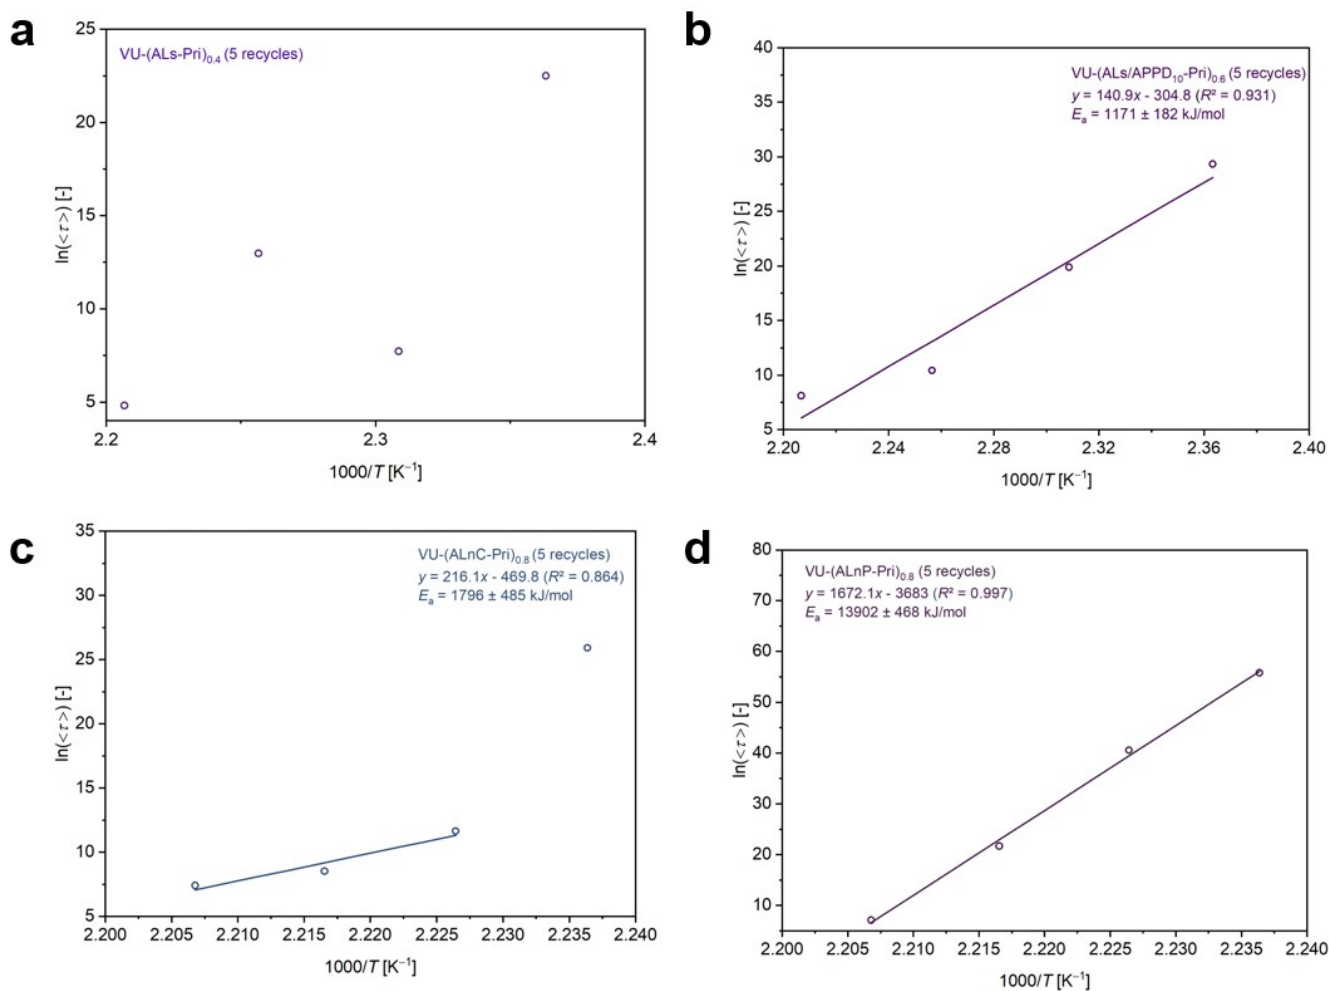 a
VU-(ALs-Pri)0.4 (5 recycles)
25
20
15
10
5
ln(<τ>) [-]
2.2
2.3
2.4
1000/T [K⁻¹]
b
VU-(ALs/APPD10-Pri)0.6 (5 recycles)
y = 140.9x - 304.8 (R² = 0.931)
Ea = 1171 ± 182 kJ/mol
40
35
30
25
20
15
10
5
ln(<τ>) [-]
2.20
2.24
2.28
2.32
2.36
2.40
1000/T [K⁻¹]
c
VU-(ALnC-Pri)0.8 (5 recycles)
y = 216.1x - 469.8 (R² = 0.864)
Ea = 1796 ± 485 kJ/mol
35
30
25
20
15
10
5
ln(<τ>) [-]
2.200
2.205
2.210
2.215
2.220
2.225
2.230
2.235
2.240
1000/T [K⁻¹]
d
VU-(ALnP-Pri)0.8 (5 recycles)
y = 1672.1x - 3683 (R² = 0.997)
Ea = 13902 ± 468 kJ/mol
80
70
60
50
40
30
20
10
ln(<τ>) [-]
2.200
2.205
2.210
2.215
2.220
2.225
2.230
2.235
2.240
1000/T [K⁻¹]